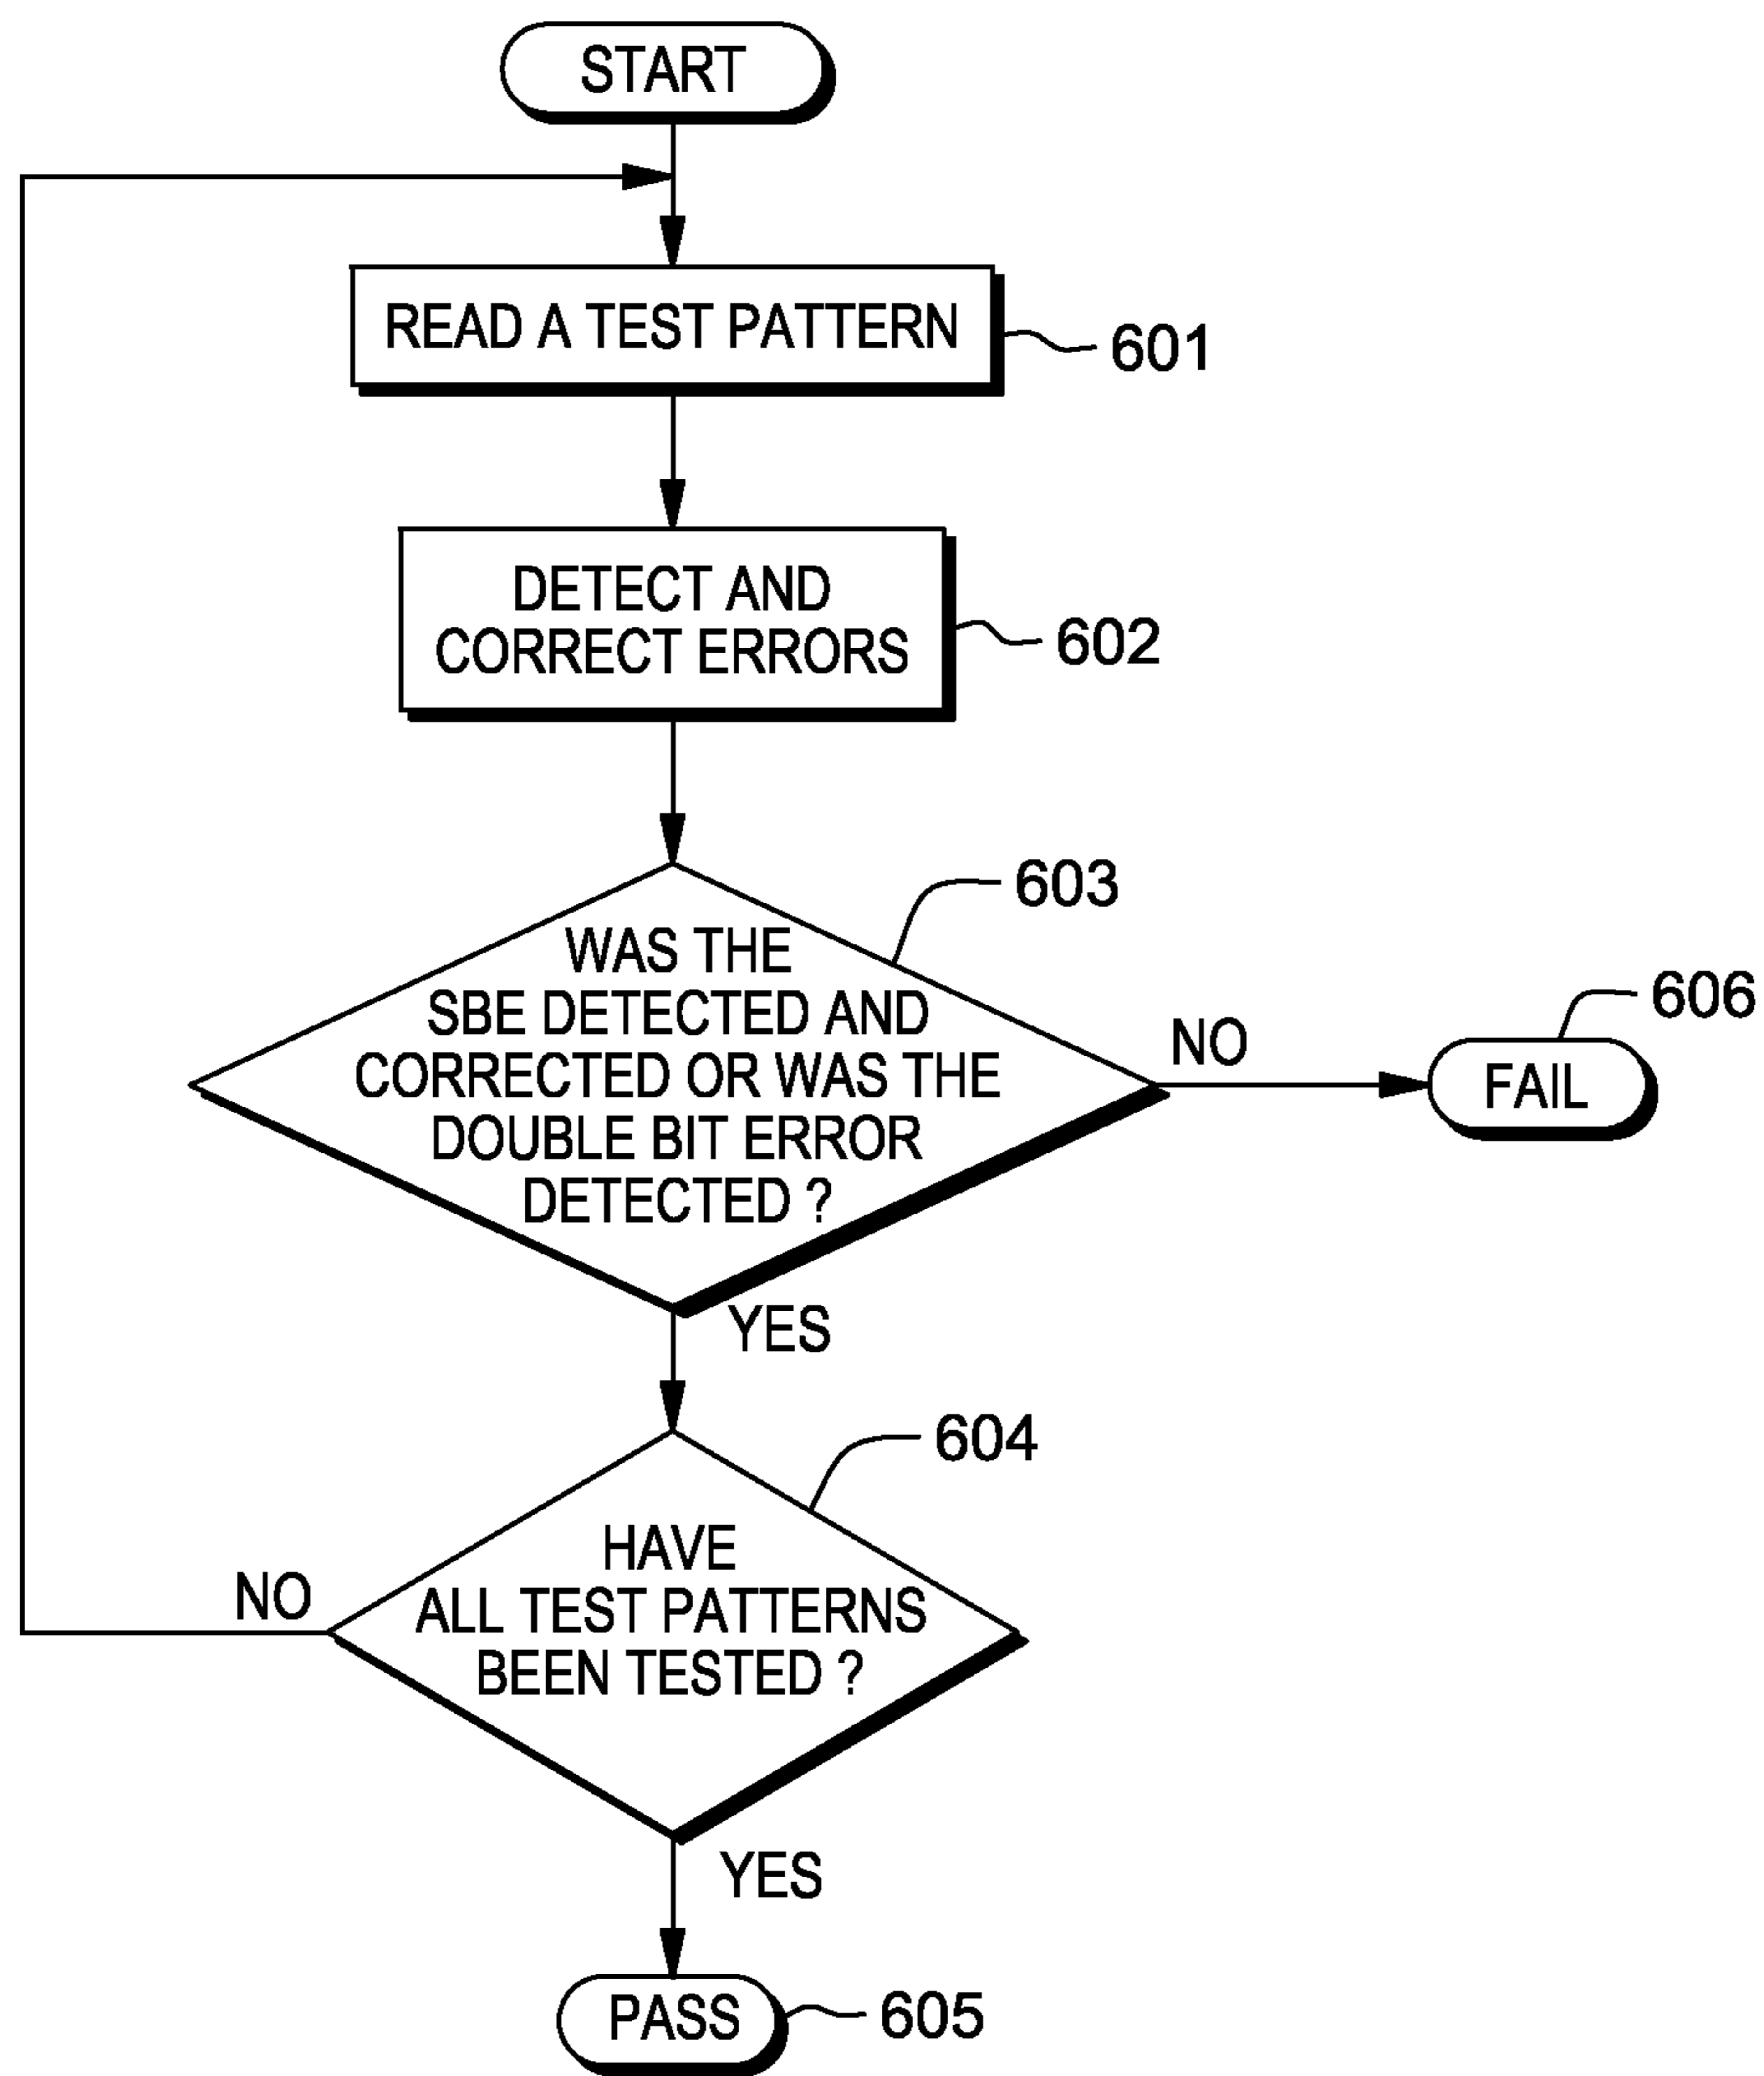 START
READ A TEST PATTERN
601
DETECT AND
CORRECT ERRORS
602
603
WAS THE
SBE DETECTED AND
CORRECTED OR WAS THE
DOUBLE BIT ERROR
DETECTED ?
NO
606
FAIL
YES
604
HAVE
ALL TEST PATTERNS
BEEN TESTED ?
NO
YES
PASS
605